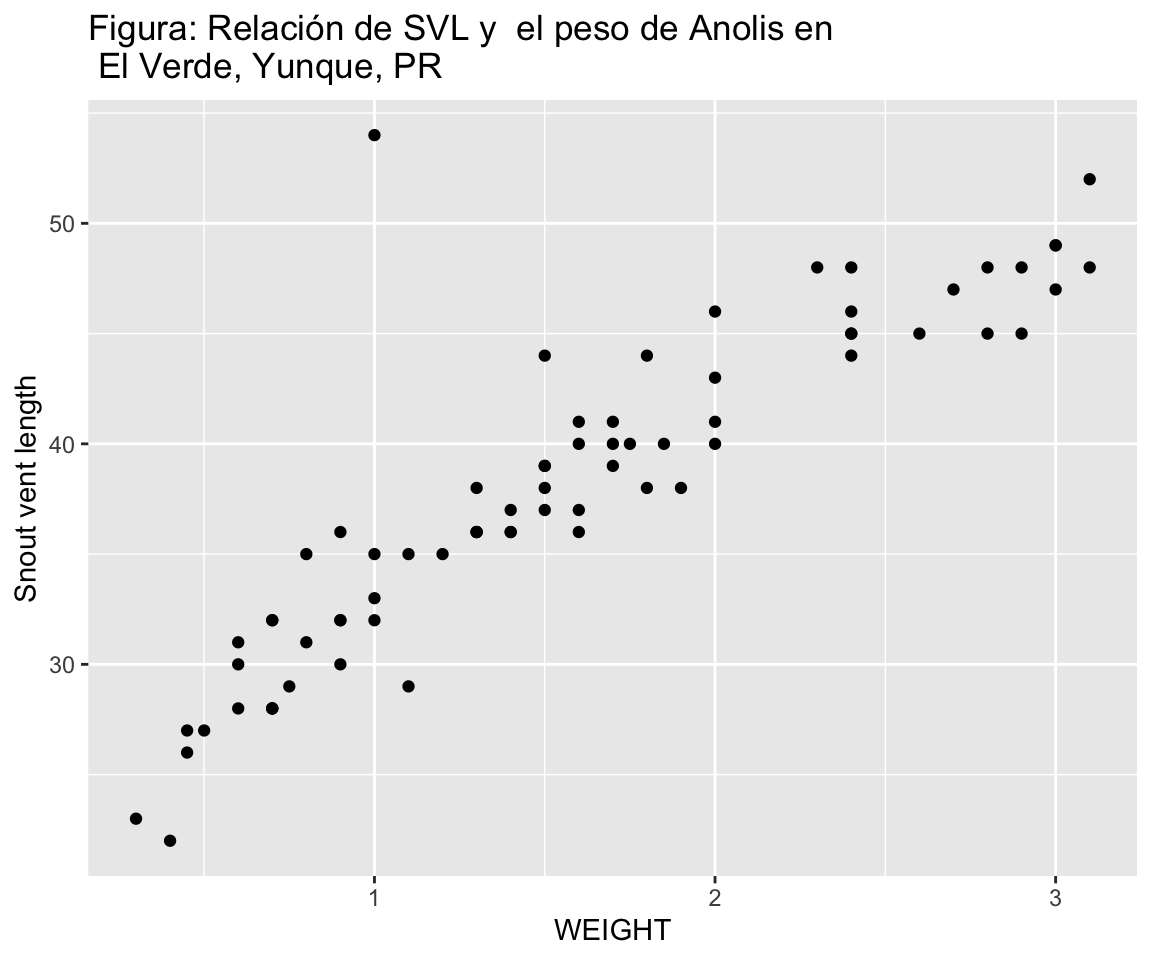 Figura: Relación de SVL y  el peso de Anolis en
El Verde, Yunque, PR
50
40
30
Snout vent length
1
2
3
WEIGHT